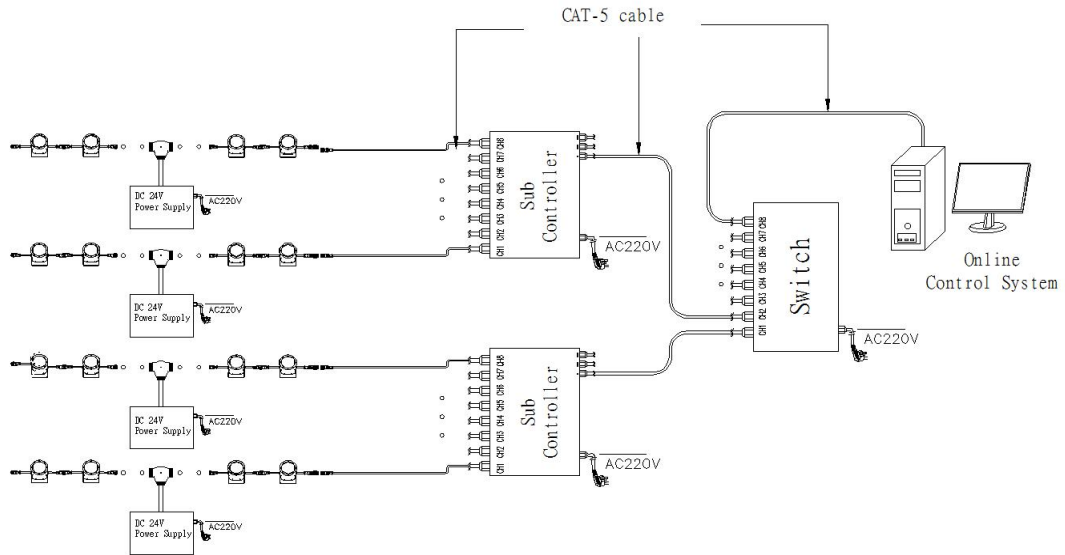 CAT-5 cable
DC 24V
Power Supply
AC220V
DC 24V
Power Supply
AC220V
CH8
CH7
CH6
CH5
CH4
CH3
CH2
CH1
Sub
Controller
AC220V
DC 24V
Power Supply
AC220V
DC 24V
Power Supply
AC220V
CH8
CH7
CH6
CH5
CH4
CH3
CH2
CH1
Sub
Controller
AC220V
CH8
CH7
CH6
CH5
CH4
CH3
CH2
CH1
Switch
AC220V
Online
Control System